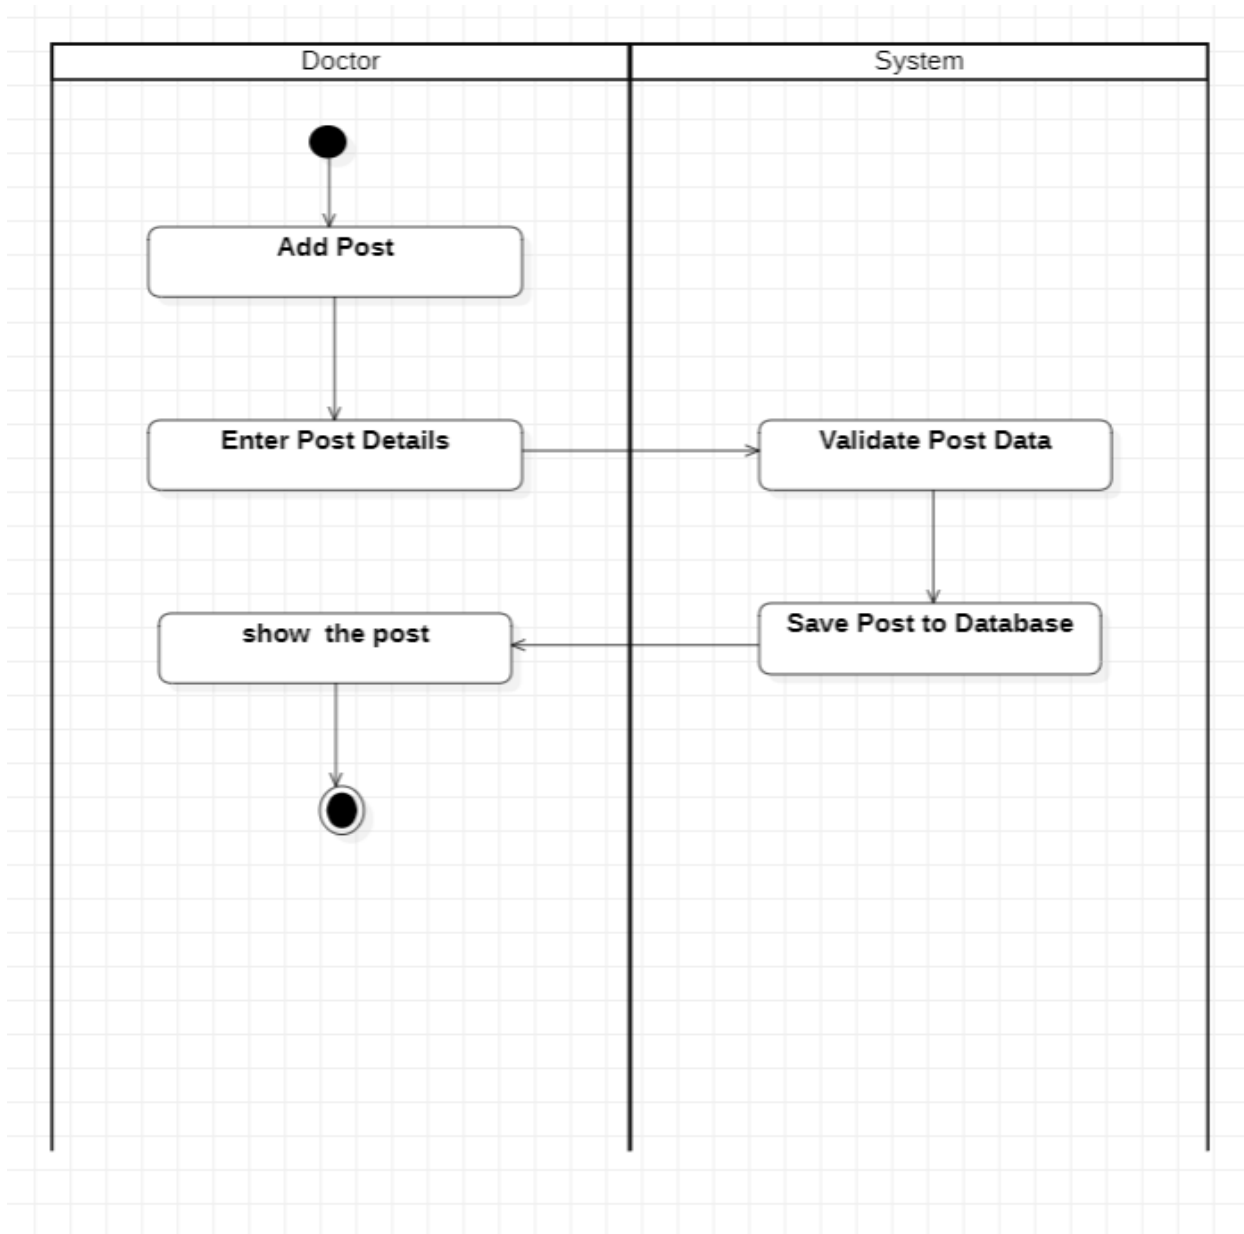 Doctor
System
Add Post
Enter Post Details
Validate Post Data
show  the post
Save Post to Database